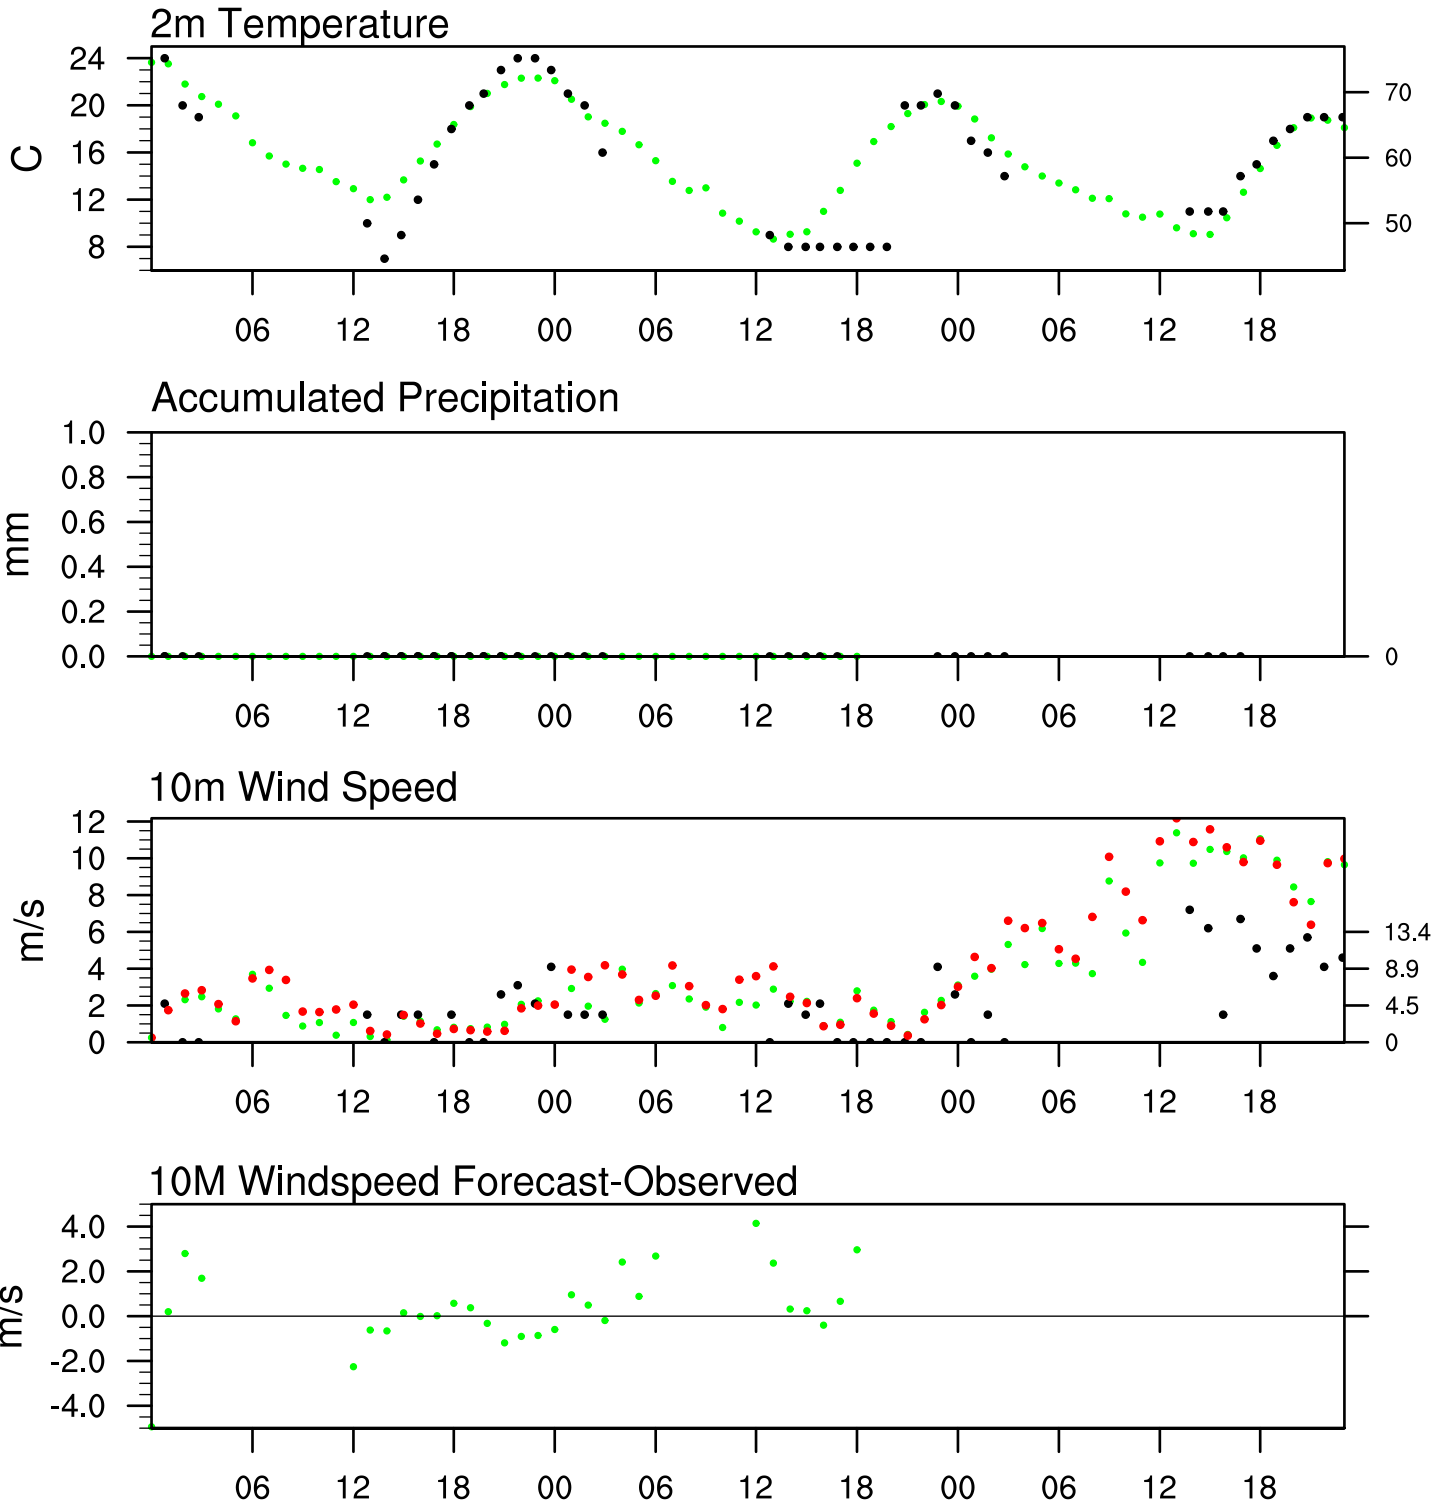 2m Temperature
24
20
16
12
8
C
70
60
50
06 12 18 00 06 12 18 00 06 12 18
Accumulated Precipitation
1.0
0.8
0.6
0.4
0.2
0.0
mm
0
06 12 18 00 06 12 18 00 06 12 18
10m Wind Speed
12
10
8
6
4
2
0
m/s
13.4
8.9
4.5
0
06 12 18 00 06 12 18 00 06 12 18
10M Windspeed Forecast-Observed
4.0
2.0
0.0
-2.0
-4.0
m/s
06 12 18 00 06 12 18 00 06 12 18